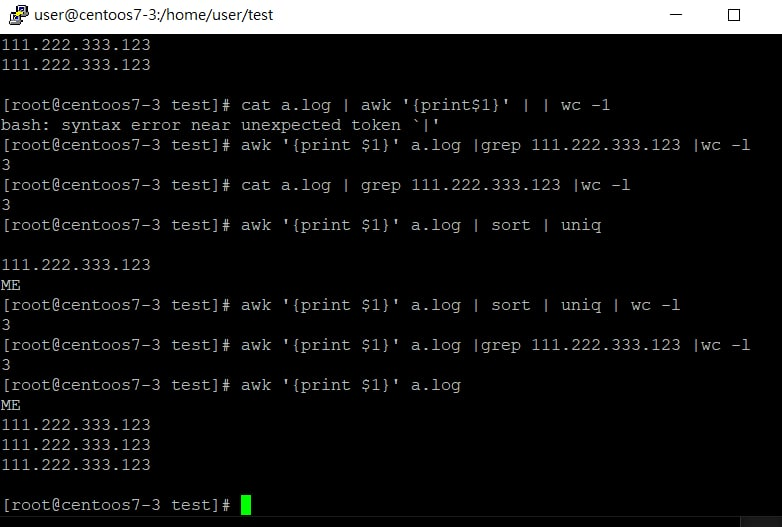 user@centoos7-3:/home/user/test
111.222.333.123
111.222.333.123
[root@centoos7-3 test]# cat a.log | awk '{print$1}' | | wc -1
bash: syntax error near unexpected token `|'
[root@centoos7-3 test]# awk '{print $1}' a.log |grep 111.222.333.123 |wc -l
3
[root@centoos7-3 test]# cat a.log | grep 111.222.333.123 |wc -l
3
[root@centoos7-3 test]# awk '{print $1}' a.log | sort | uniq
111.222.333.123
ME
[root@centoos7-3 test]# awk '{print $1}' a.log | sort | uniq | wc -l
3
[root@centoos7-3 test]# awk '{print $1}' a.log |grep 111.222.333.123 |wc -l
3
[root@centoos7-3 test]# awk '{print $1}' a.log
ME
111.222.333.123
111.222.333.123
111.222.333.123
[root@centoos7-3 test]#